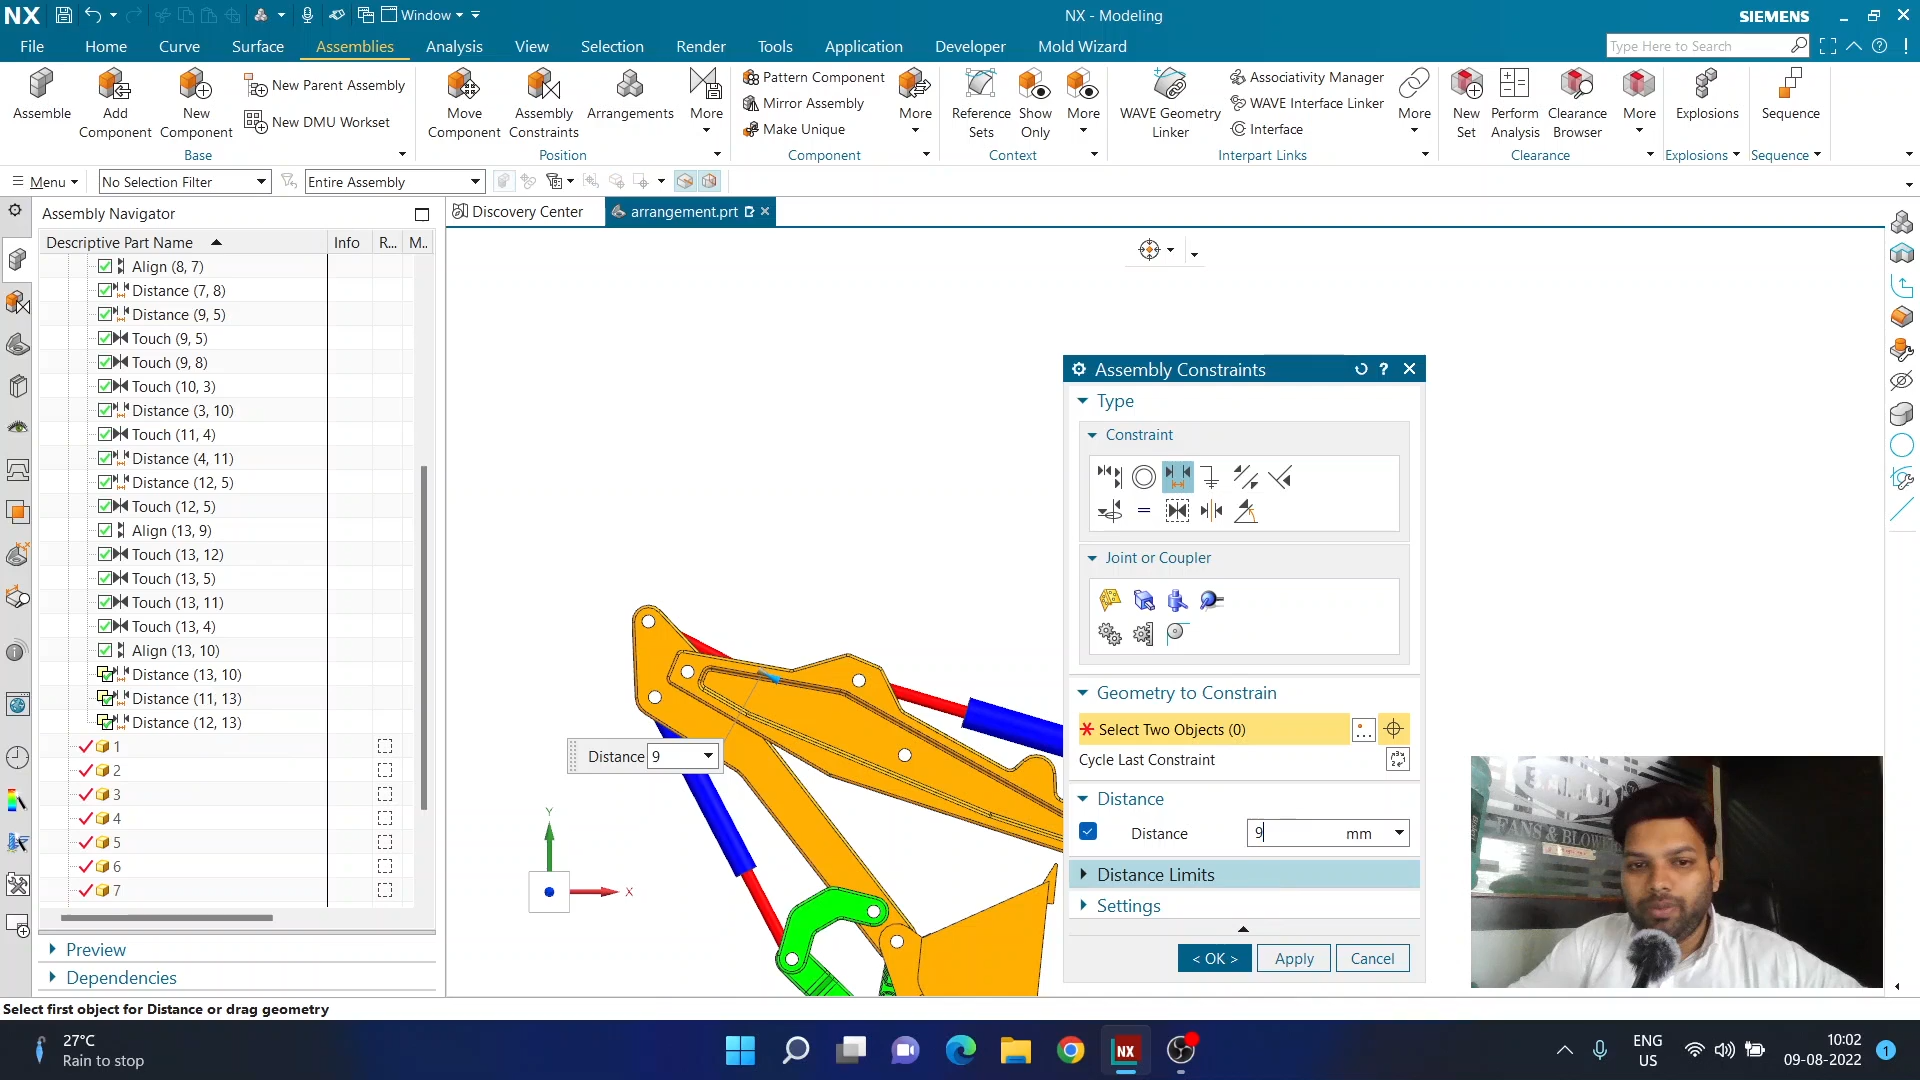 NX
Window
NX - Modeling
SIEMENS
File
Home
Curve
Surface
Assemblies
Analysis
View
Selection
Render
Tools
Application
Developer
Mold Wizard
Type Here to Search
Assemble
Add Component
New Component
New Parent Assembly
New DMU Workset
Base
Move Component
Assembly Constraints
Arrangements
More
Position
Pattern Component
Mirror Assembly
Make Unique
More
Component
Reference Sets
Show Only
More
Context
WAVE Geometry Linker
Associativity Manager
WAVE Interface Linker
Interface
More
Interpart Links
New Set
Perform Analysis
Clearance Browser
More
Clearance
Explosions
Explosions
Sequence
Sequence
Menu
No Selection Filter
Entire Assembly
Assembly Navigator
Descriptive Part Name
Info
R...
M..
Align (8, 7)
Distance (7, 8)
Distance (9, 5)
Touch (9, 5)
Touch (9, 8)
Touch (10, 3)
Distance (3, 10)
Touch (11, 4)
Distance (4, 11)
Distance (12, 5)
Touch (12, 5)
Align (13, 9)
Touch (13, 12)
Touch (13, 5)
Touch (13, 11)
Touch (13, 4)
Align (13, 10)
Distance (13, 10)
Distance (11, 13)
Distance (12, 13)
1
2
3
4
5
6
7
Preview
Dependencies
Discovery Center
arrangement.prt
Distance 9
Y
X
Assembly Constraints
Type
Constraint
Joint or Coupler
Geometry to Constrain
* Select Two Objects (0)
Cycle Last Constraint
Distance
Distance
9
mm
Distance Limits
Settings
< OK >
Apply
Cancel
FANS & BLOWE
Select first object for Distance or drag geometry
27°C
Rain to stop
NX
ENG
US
10:02
09-08-2022
1